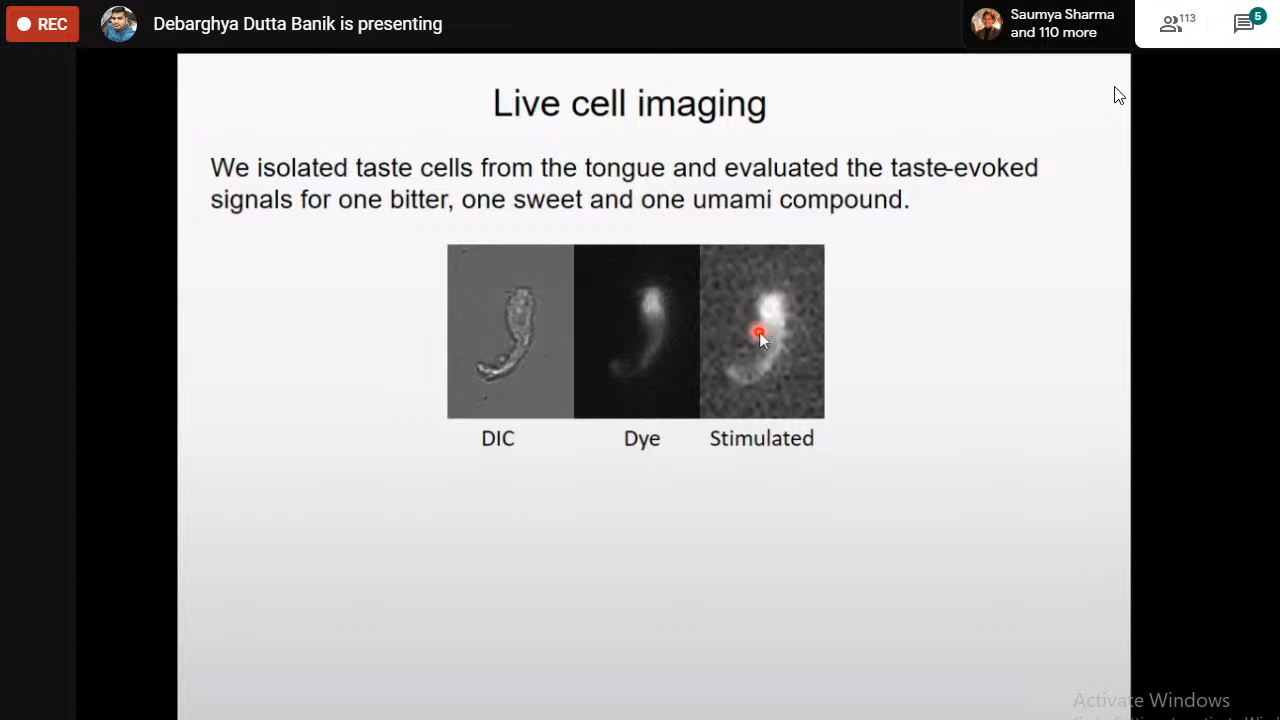 REC
Debarghya Dutta Banik is presenting
Saumya Sharma
and 110 more
113
5
Live cell imaging
We isolated taste cells from the tongue and evaluated the taste-evoked
signals for one bitter, one sweet and one umami compound.
DIC
Dye
Stimulated
Activate Windows